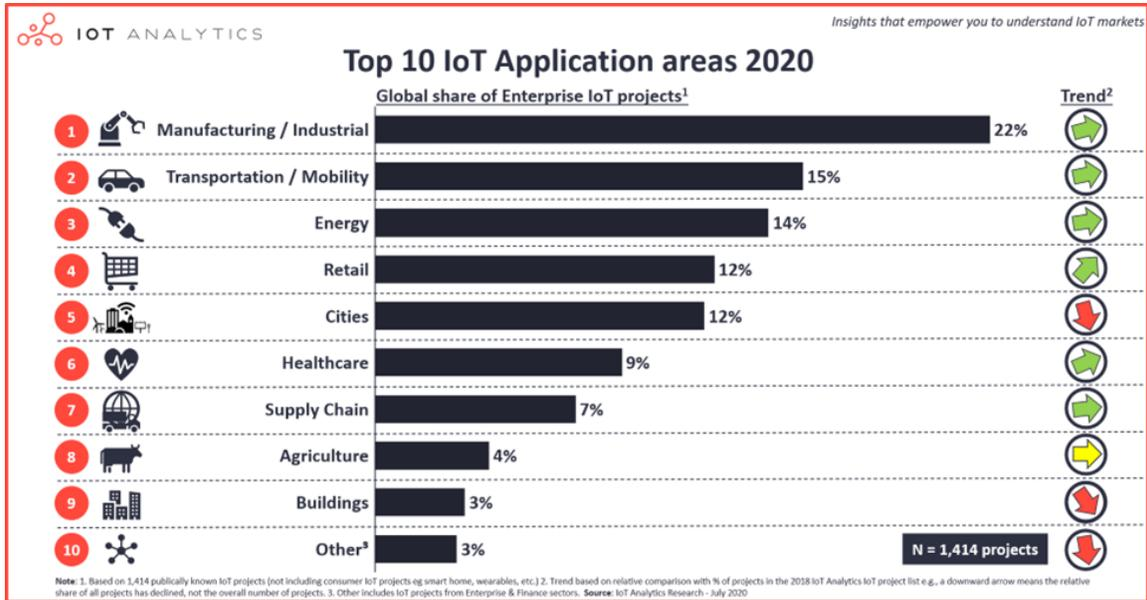 IOT ANALYTICS
Insights that empower you to understand IoT markets
Top 10 IoT Application areas 2020
Global share of Enterprise IoT projects¹
Trend²
1 Manufacturing / Industrial 22%
2 Transportation / Mobility 15%
3 Energy 14%
4 Retail 12%
5 Cities 12%
6 Healthcare 9%
7 Supply Chain 7%
8 Agriculture 4%
9 Buildings 3%
10 Other³ 3%
N = 1,414 projects
Note: 1. Based on 1,414 publically known IoT projects (not including consumer IoT projects eg smart home, wearables, etc.) 2. Trend based on relative comparison with % of projects in the 2018 IoT Analytics IoT project list e.g., a downward arrow means the relative
share of all projects has declined, not the overall number of projects. 3. Other includes IoT projects from Enterprise & Finance sectors. Source: IoT Analytics Research - July 2020